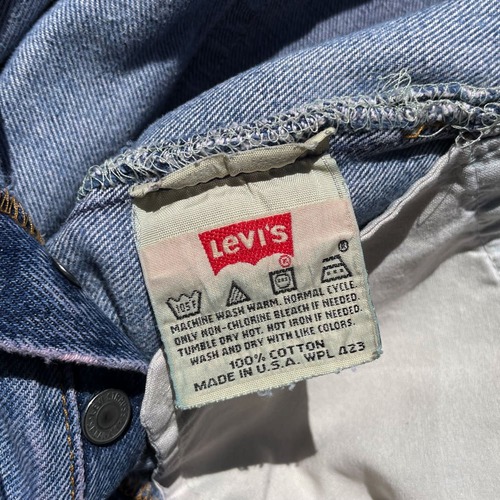 Levi's
®
105F
MACHINE WASH WARM. NORMAL CYCLE.
ONLY NON-CHLORINE BLEACH IF NEEDED.
TUMBLE DRY HOT. HOT IRON IF NEEDED.
WASH AND DRY WITH LIKE COLORS.
100% COTTON
MADE IN U.S.A. WPL 423